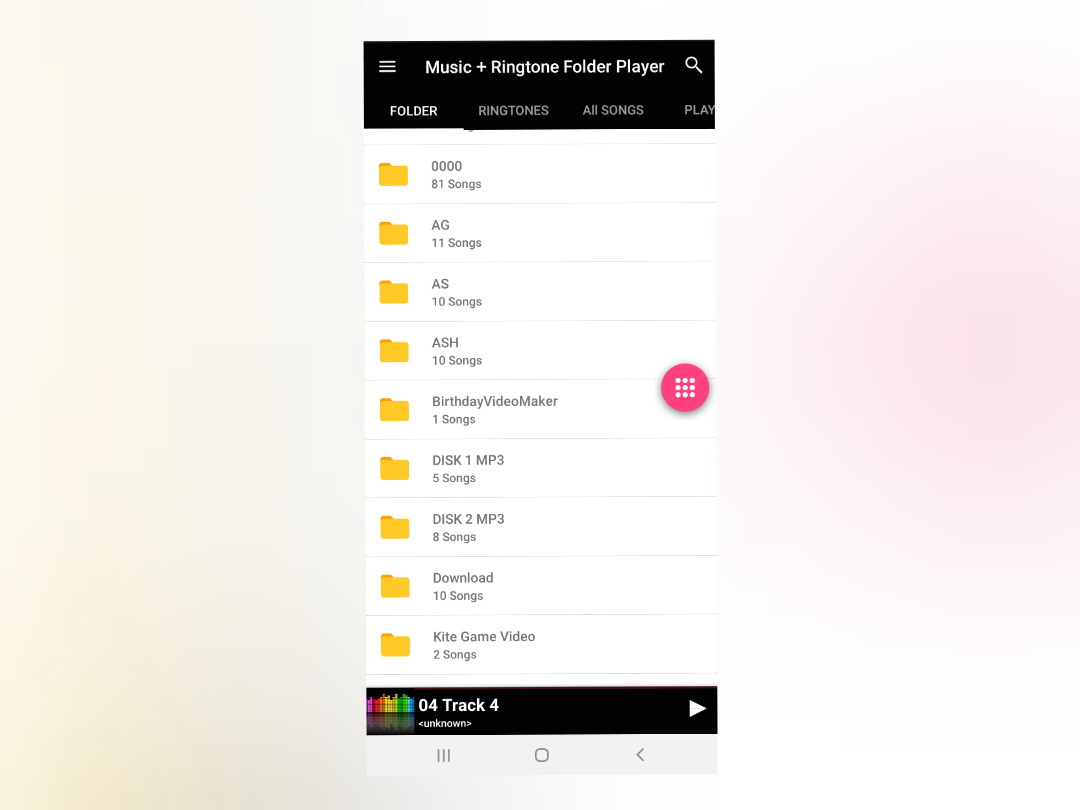 Music + Ringtone Folder Player
FOLDER RINGTONES All SONGS PLAY
0000
81 Songs
AG
11 Songs
AS
10 Songs
ASH
10 Songs
BirthdayVideoMaker
1 Songs
DISK 1 MP3
5 Songs
DISK 2 MP3
8 Songs
Download
10 Songs
Kite Game Video
2 Songs
04 Track 4
<unknown>